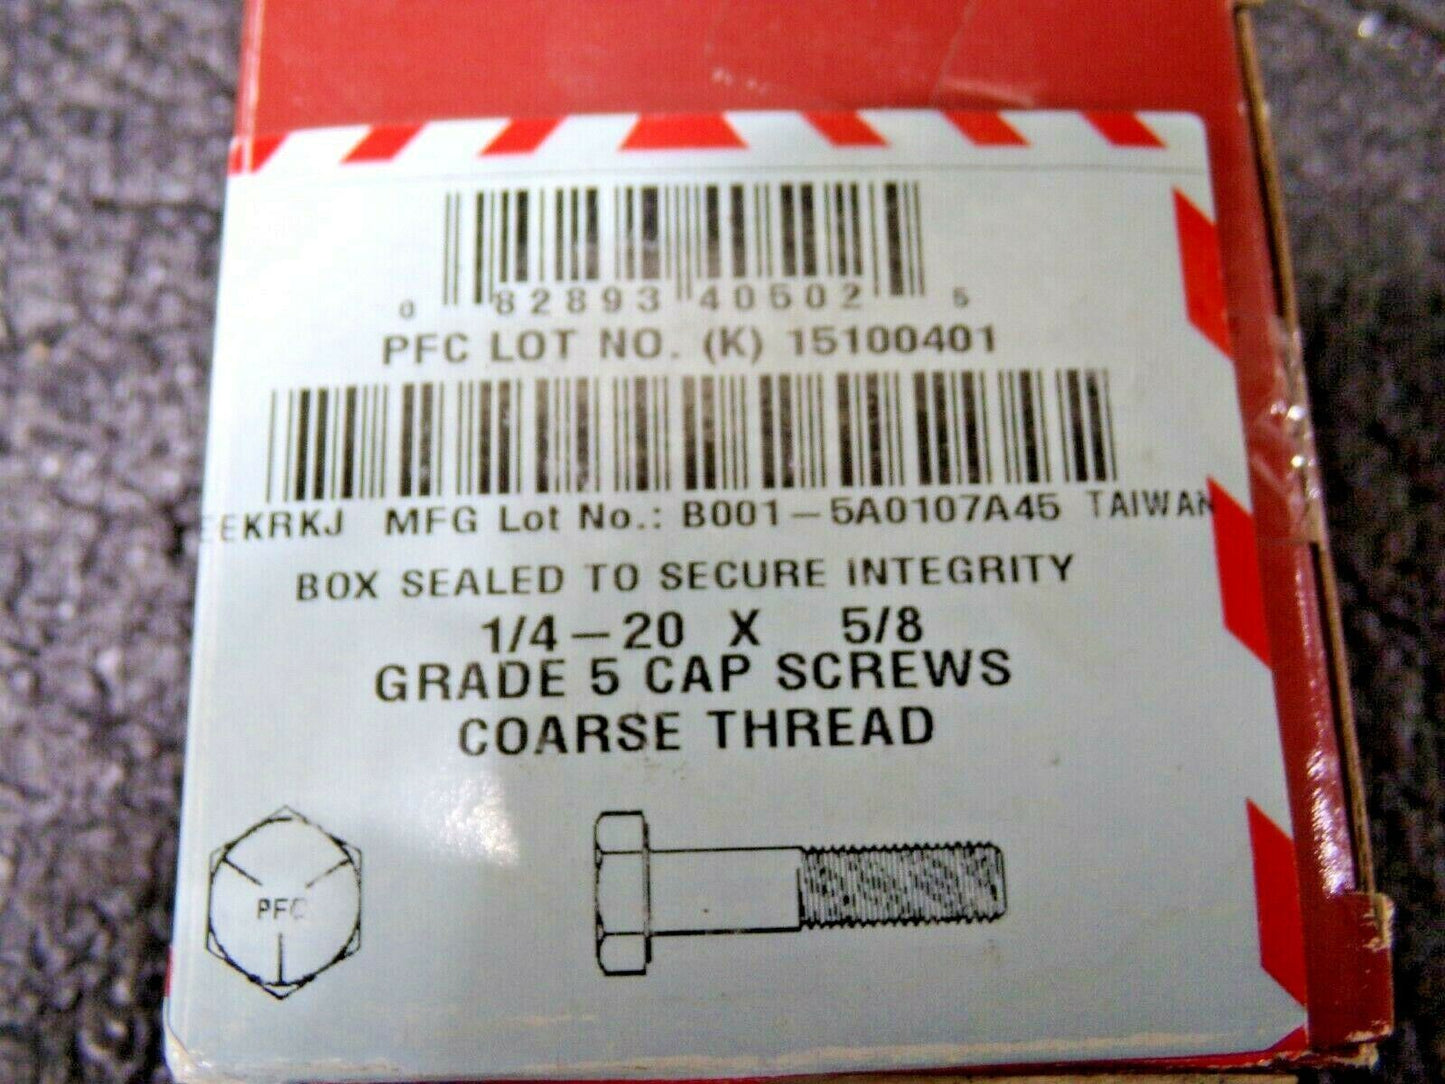 0 82893 40502 5
PFC LOT NO. (K) 15100401
EEKRKJ MFG Lot No.: B001-5A0107A45 TAIWAN
BOX SEALED TO SECURE INTEGRITY
1/4-20 X 5/8
GRADE 5 CAP SCREWS
COARSE THREAD
PFC